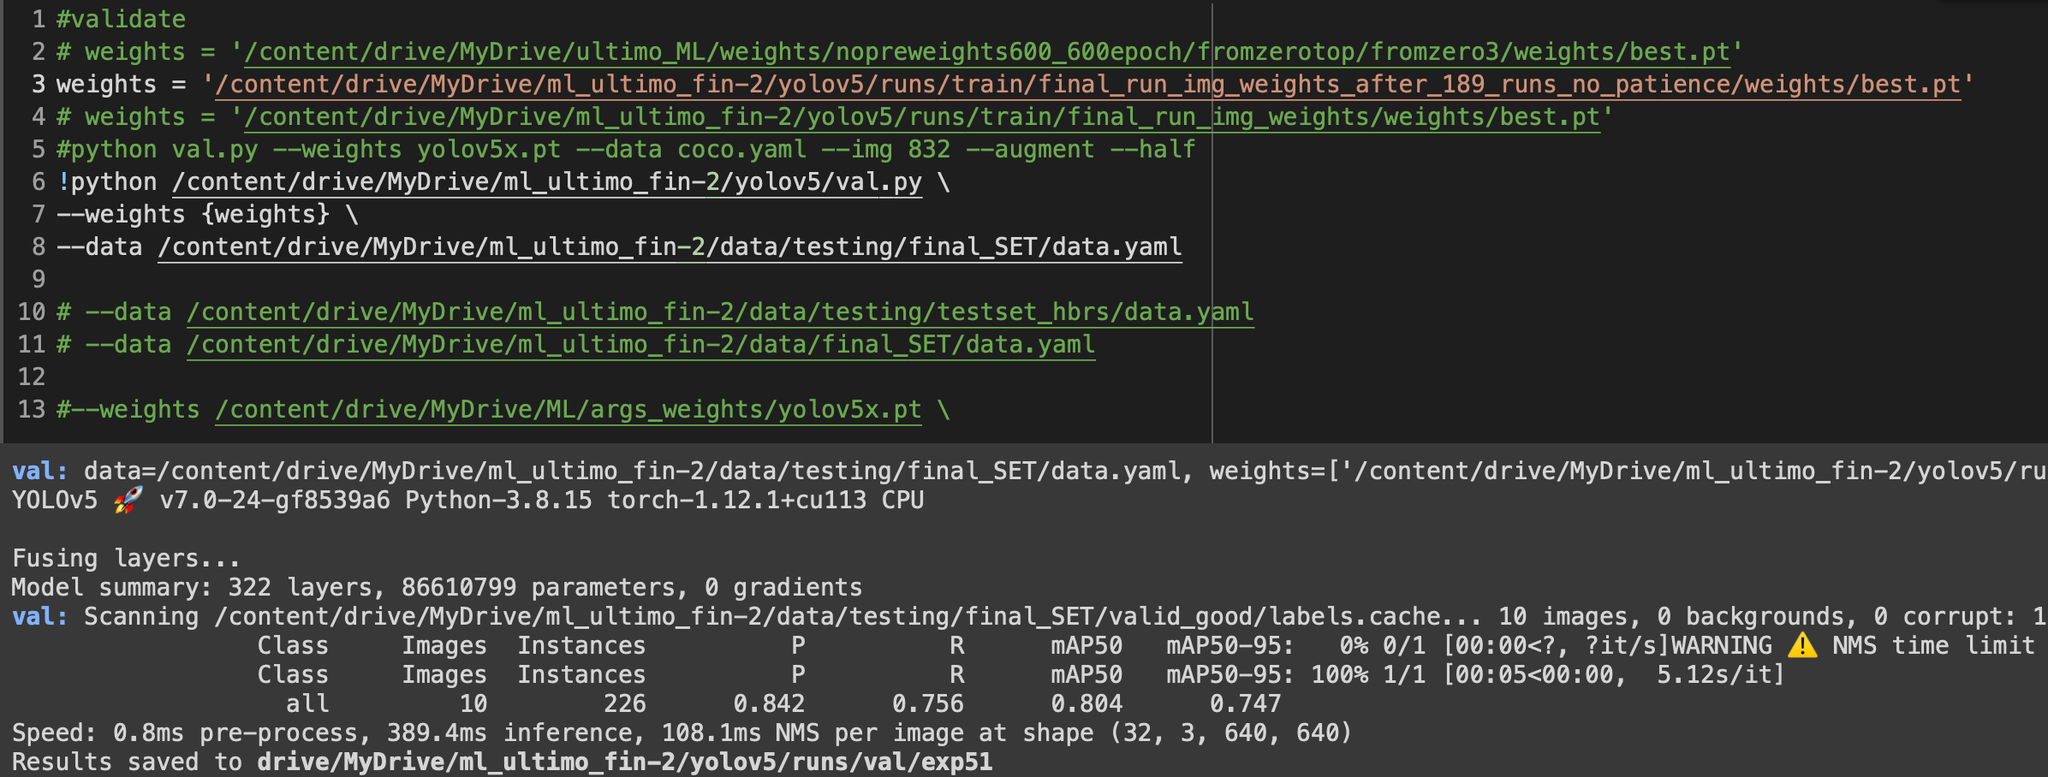 1 #validate
2 # weights = '/content/drive/MyDrive/ultimo_ML/weights/nopreweights600_600epoch/fromzerotop/fromzero3/weights/best.pt'
3 weights = '/content/drive/MyDrive/ml_ultimo_fin-2/yolov5/runs/train/final_run_img_weights_after_189_runs_no_patience/weights/best.pt'
4 # weights = '/content/drive/MyDrive/ml_ultimo_fin-2/yolov5/runs/train/final_run_img_weights/weights/best.pt'
5 #python val.py --weights yolov5x.pt --data coco.yaml --img 832 --augment --half
6 !python /content/drive/MyDrive/ml_ultimo_fin-2/yolov5/val.py \
7 --weights {weights} \
8 --data /content/drive/MyDrive/ml_ultimo_fin-2/data/testing/final_SET/data.yaml
9
10 # --data /content/drive/MyDrive/ml_ultimo_fin-2/data/testing/testset_hbrs/data.yaml
11 # --data /content/drive/MyDrive/ml_ultimo_fin-2/data/final_SET/data.yaml
12
13 #--weights /content/drive/MyDrive/ML/args_weights/yolov5x.pt \
val: data=/content/drive/MyDrive/ml_ultimo_fin-2/data/testing/final_SET/data.yaml, weights=['/content/drive/MyDrive/ml_ultimo_fin-2/yolov5/ru
YOLOv5 🚀 v7.0-24-gf8539a6 Python-3.8.15 torch-1.12.1+cu113 CPU
Fusing layers...
Model summary: 322 layers, 86610799 parameters, 0 gradients
val: Scanning /content/drive/MyDrive/ml_ultimo_fin-2/data/testing/final_SET/valid_good/labels.cache... 10 images, 0 backgrounds, 0 corrupt: 1
Class Images Instances P R mAP50 mAP50-95: 0% 0/1 [00:00<?, ?it/s]WARNING ⚠️ NMS time limit
Class Images Instances P R mAP50 mAP50-95: 100% 1/1 [00:05<00:00, 5.12s/it]
all 10 226 0.842 0.756 0.804 0.747
Speed: 0.8ms pre-process, 389.4ms inference, 108.1ms NMS per image at shape (32, 3, 640, 640)
Results saved to drive/MyDrive/ml_ultimo_fin-2/yolov5/runs/val/exp51